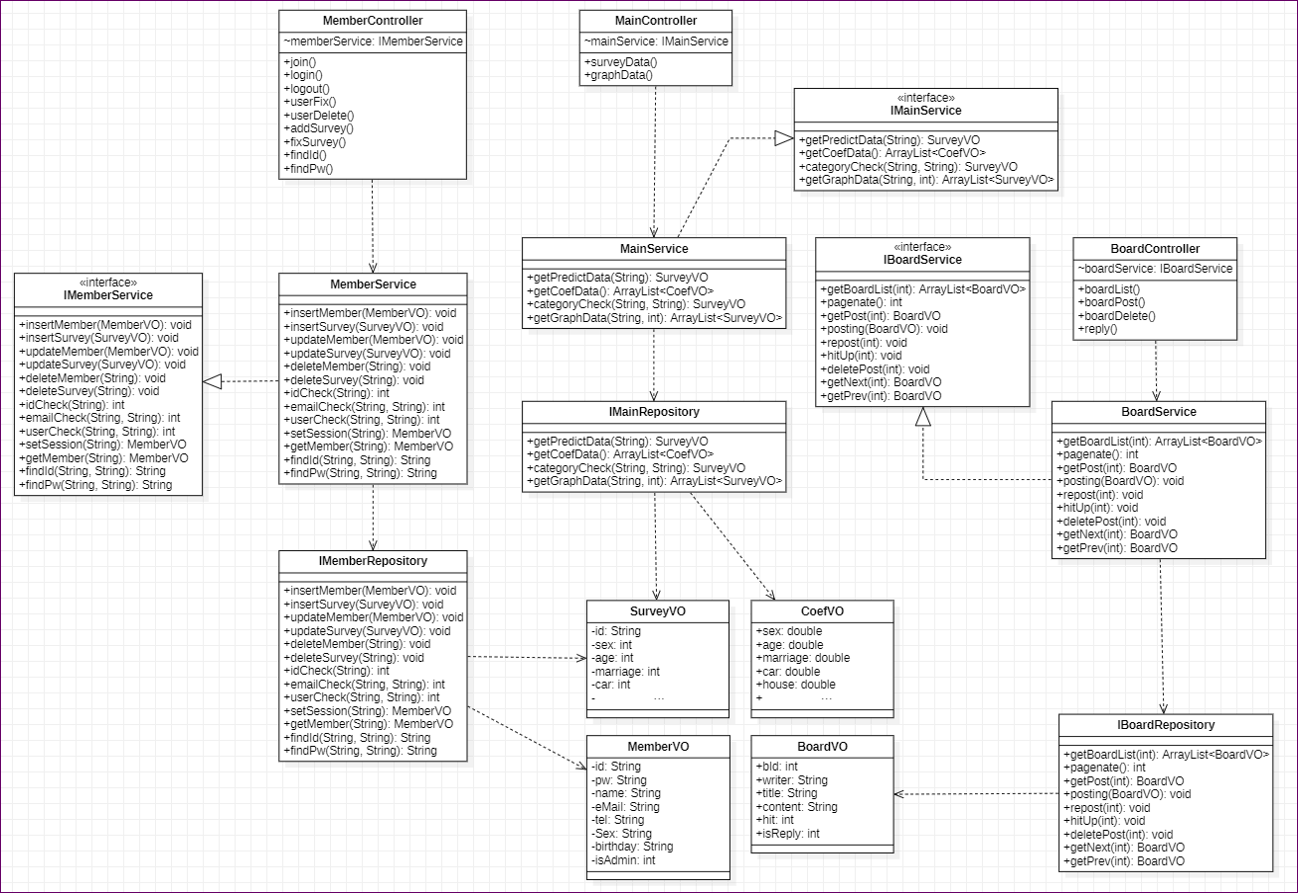 MemberController
~memberService: IMemberService
+join()
+login()
+logout()
+userFix()
+userDelete()
+addSurvey()
+fixSurvey()
+findId()
+findPw()
MainController
~mainService: IMainService
+surveyData()
+graphData()
«interface»
IMainService
+getPredictData(String): SurveyVO
+getCoefData(): ArrayList<CoefVO>
+categoryCheck(String, String): SurveyVO
+getGraphData(String, int): ArrayList<SurveyVO>
«interface»
IMemberService
+insertMember(MemberVO): void
+insertSurvey(SurveyVO): void
+updateMember(MemberVO): void
+updateSurvey(SurveyVO): void
+deleteMember(String): void
+deleteSurvey(String): void
+idCheck(String): int
+emailCheck(String, String): int
+userCheck(String, String): int
+setSession(String): MemberVO
+getMember(String): MemberVO
+findId(String, String): String
+findPw(String, String): String
MemberService
+insertMember(MemberVO): void
+insertSurvey(SurveyVO): void
+updateMember(MemberVO): void
+updateSurvey(SurveyVO): void
+deleteMember(String): void
+deleteSurvey(String): void
+idCheck(String): int
+emailCheck(String, String): int
+userCheck(String, String): int
+setSession(String): MemberVO
+getMember(String): MemberVO
+findId(String, String): String
+findPw(String, String): String
MainService
+getPredictData(String): SurveyVO
+getCoefData(): ArrayList<CoefVO>
+categoryCheck(String, String): SurveyVO
+getGraphData(String, int): ArrayList<SurveyVO>
«interface»
IBoardService
+getBoardList(int): ArrayList<BoardVO>
+pagenate(): int
+getPost(int): BoardVO
+posting(BoardVO): void
+repost(int): void
+hitUp(int): void
+deletePost(int): void
+getNext(int): BoardVO
+getPrev(int): BoardVO
BoardController
~boardService: IBoardService
+boardList()
+boardPost()
+boardDelete()
+reply()
IMainRepository
+getPredictData(String): SurveyVO
+getCoefData(): ArrayList<CoefVO>
+categoryCheck(String, String): SurveyVO
+getGraphData(String, int): ArrayList<SurveyVO>
BoardService
+getBoardList(int): ArrayList<BoardVO>
+pagenate(): int
+getPost(int): BoardVO
+posting(BoardVO): void
+repost(int): void
+hitUp(int): void
+deletePost(int): void
+getNext(int): BoardVO
+getPrev(int): BoardVO
IMemberRepository
+insertMember(MemberVO): void
+insertSurvey(SurveyVO): void
+updateMember(MemberVO): void
+updateSurvey(SurveyVO): void
+deleteMember(String): void
+deleteSurvey(String): void
+idCheck(String): int
+emailCheck(String, String): int
+userCheck(String, String): int
+setSession(String): MemberVO
+getMember(String): MemberVO
+findId(String, String): String
+findPw(String, String): String
SurveyVO
-id: String
-sex: int
-age: int
-marriage: int
-car: int
- ...
CoefVO
+sex: double
+age: double
+marriage: double
+car: double
+house: double
+ ...
MemberVO
-id: String
-pw: String
-name: String
-eMail: String
-tel: String
-Sex: String
-birthday: String
-isAdmin: int
BoardVO
+bId: int
+writer: String
+title: String
+content: String
+hit: int
+isReply: int
IBoardRepository
+getBoardList(int): ArrayList<BoardVO>
+pagenate(): int
+getPost(int): BoardVO
+posting(BoardVO): void
+repost(int): void
+hitUp(int): void
+deletePost(int): void
+getNext(int): BoardVO
+getPrev(int): BoardVO